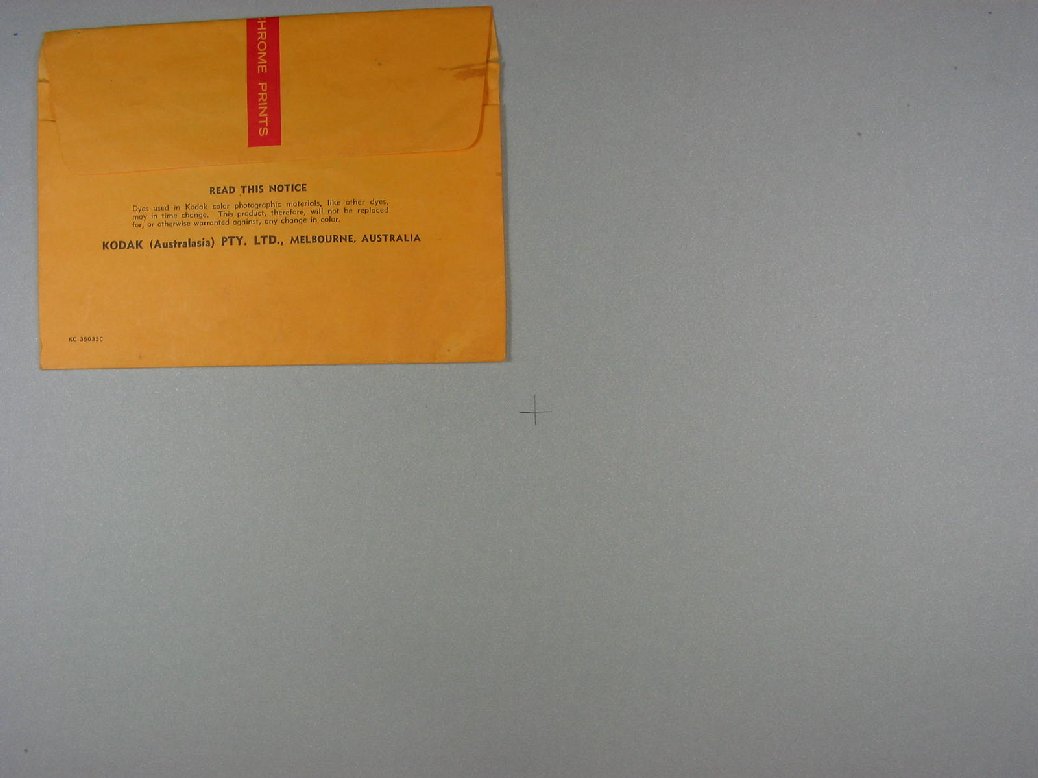 CHROME PRINTS
READ THIS NOTICE
Dyes used in Kodak color photographic materials, like other dyes,
may in time change. This product, therefore, will not be replaced
for, or otherwise warranted against, any change in color.
KODAK (Australasia) PTY. LTD., MELBOURNE, AUSTRALIA